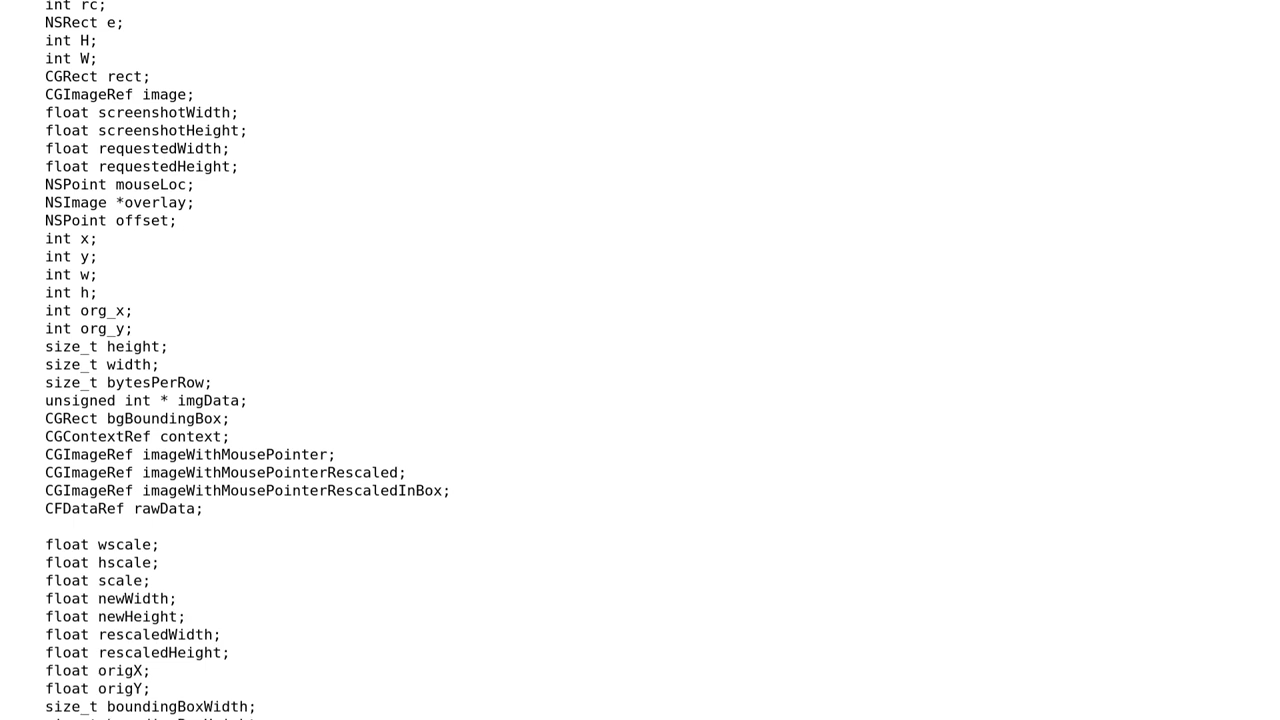 int rc;
NSRect e;
int H;
int W;
CGRect rect;
CGImageRef image;
float screenshotWidth;
float screenshotHeight;
float requestedWidth;
float requestedHeight;
NSPoint mouseLoc;
NSImage *overlay;
NSPoint offset;
int x;
int y;
int w;
int h;
int org_x;
int org_y;
size_t height;
size_t width;
size_t bytesPerRow;
unsigned int * imgData;
CGRect bgBoundingBox;
CGContextRef context;
CGImageRef imageWithMousePointer;
CGImageRef imageWithMousePointerRescaled;
CGImageRef imageWithMousePointerRescaledInBox;
CFDataRef rawData;
float wscale;
float hscale;
float scale;
float newWidth;
float newHeight;
float rescaledWidth;
float rescaledHeight;
float origX;
float origY;
size_t boundingBoxWidth;